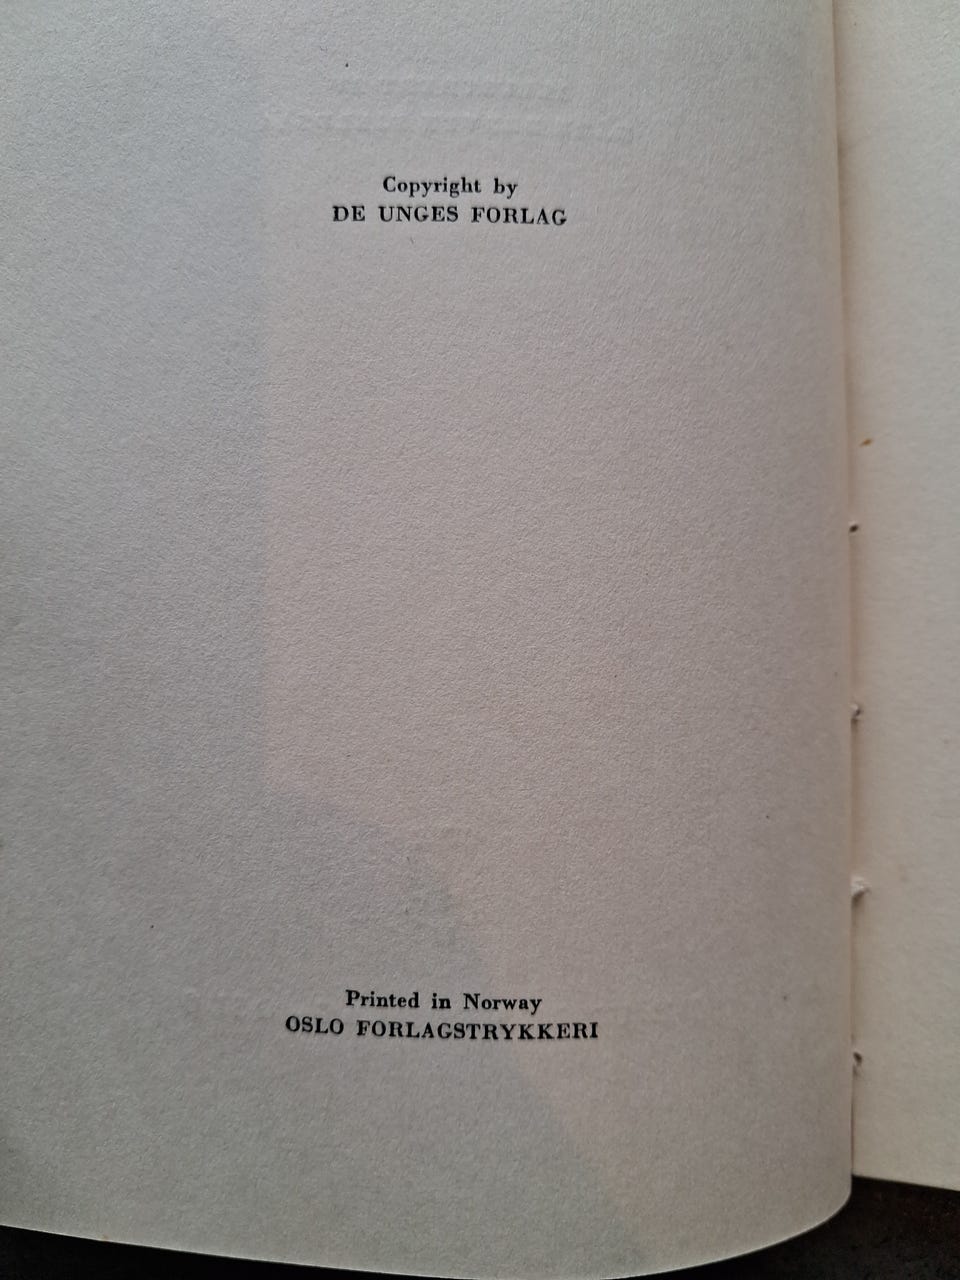 Copyright by
DE UNGES FORLAG
Printed in Norway
OSLO FORLAGSTRYKKERI